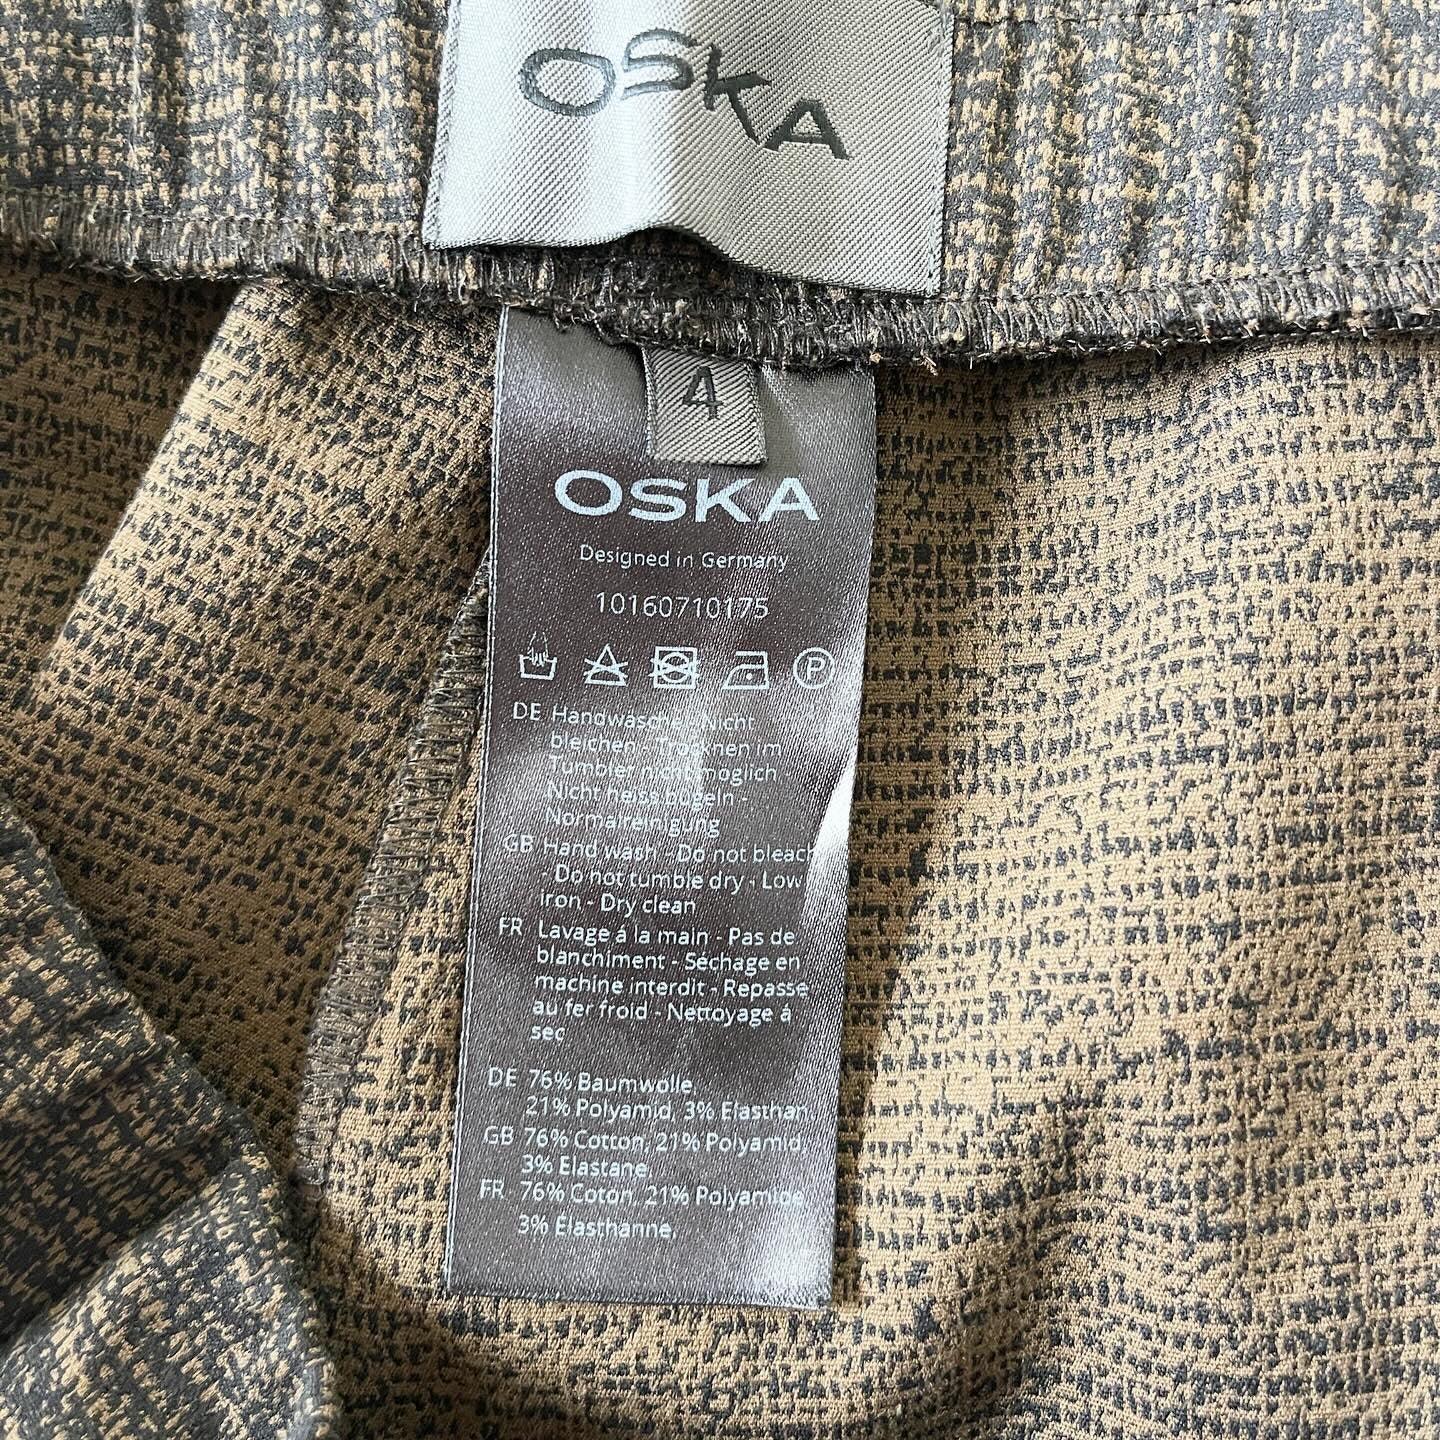 OSKA
4
OSKA
Designed in Germany
10160710175
P
DE Handwäsche - Nicht
bleichen - Trocknen im
Tumbler nicht möglich -
Nicht heiss bügeln -
Normalreinigung
GB Hand wash - Do not bleach
- Do not tumble dry - Low
iron - Dry clean
FR Lavage á la main - Pas de
blanchiment - Séchage en
machine interdit - Repasse
au fer froid - Nettoyage á
sec
DE 76% Baumwolle,
21% Polyamid, 3% Elasthan,
GB 76% Cotton, 21% Polyamid,
3% Elastane,
FR 76% Coton, 21% Polyamide,
3% Elasthanne,